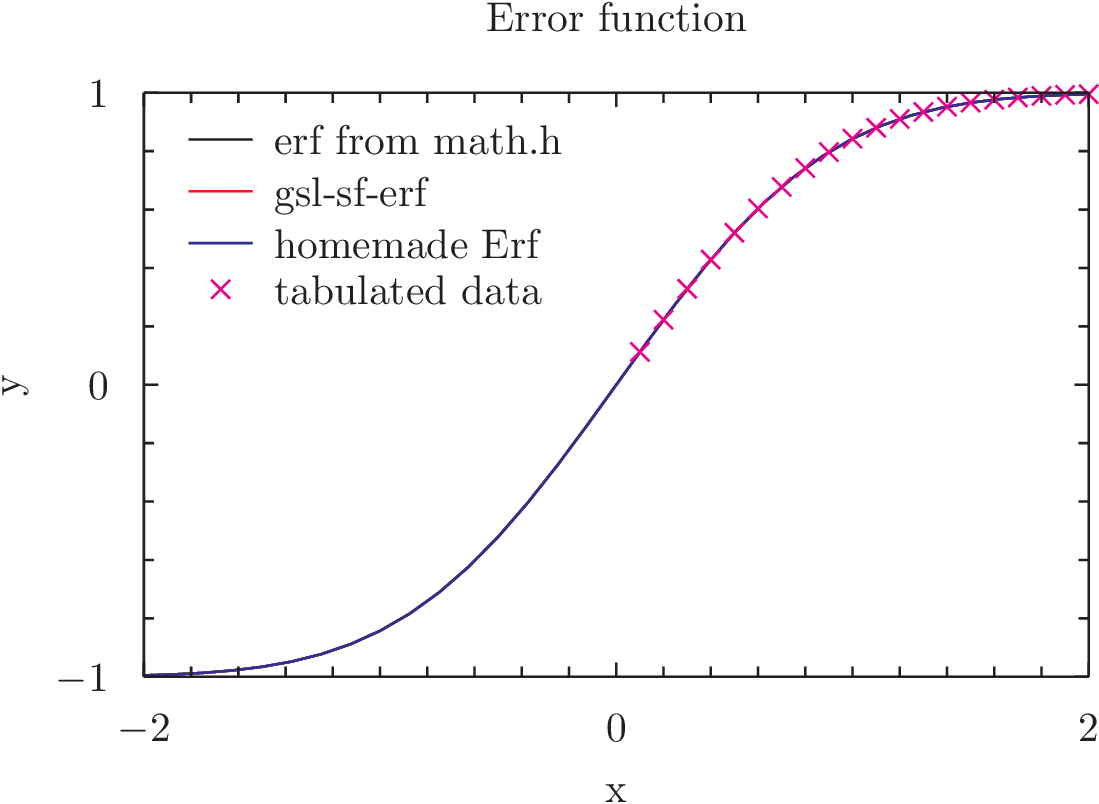 Error function
1
erf from math.h
gsl-sf-erf
homemade Erf
tabulated data
y
0
−1
−2 0 2
x